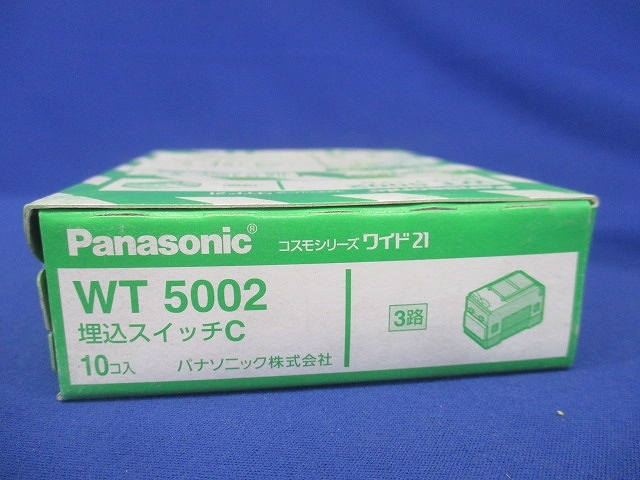 Panasonic®
コスモシリーズ ワイド21
WT 5002
埋込スイッチC
10コ入
パナソニック株式会社
3路